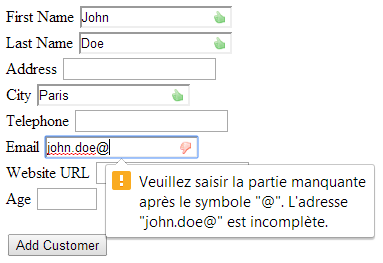 First Name John
Last Name Doe
Address
City Paris
Telephone
Email john.doe@
Website URL
Veuillez saisir la partie manquante
après le symbole "@". L'adresse
"john.doe@" est incomplète.
Age
Add Customer